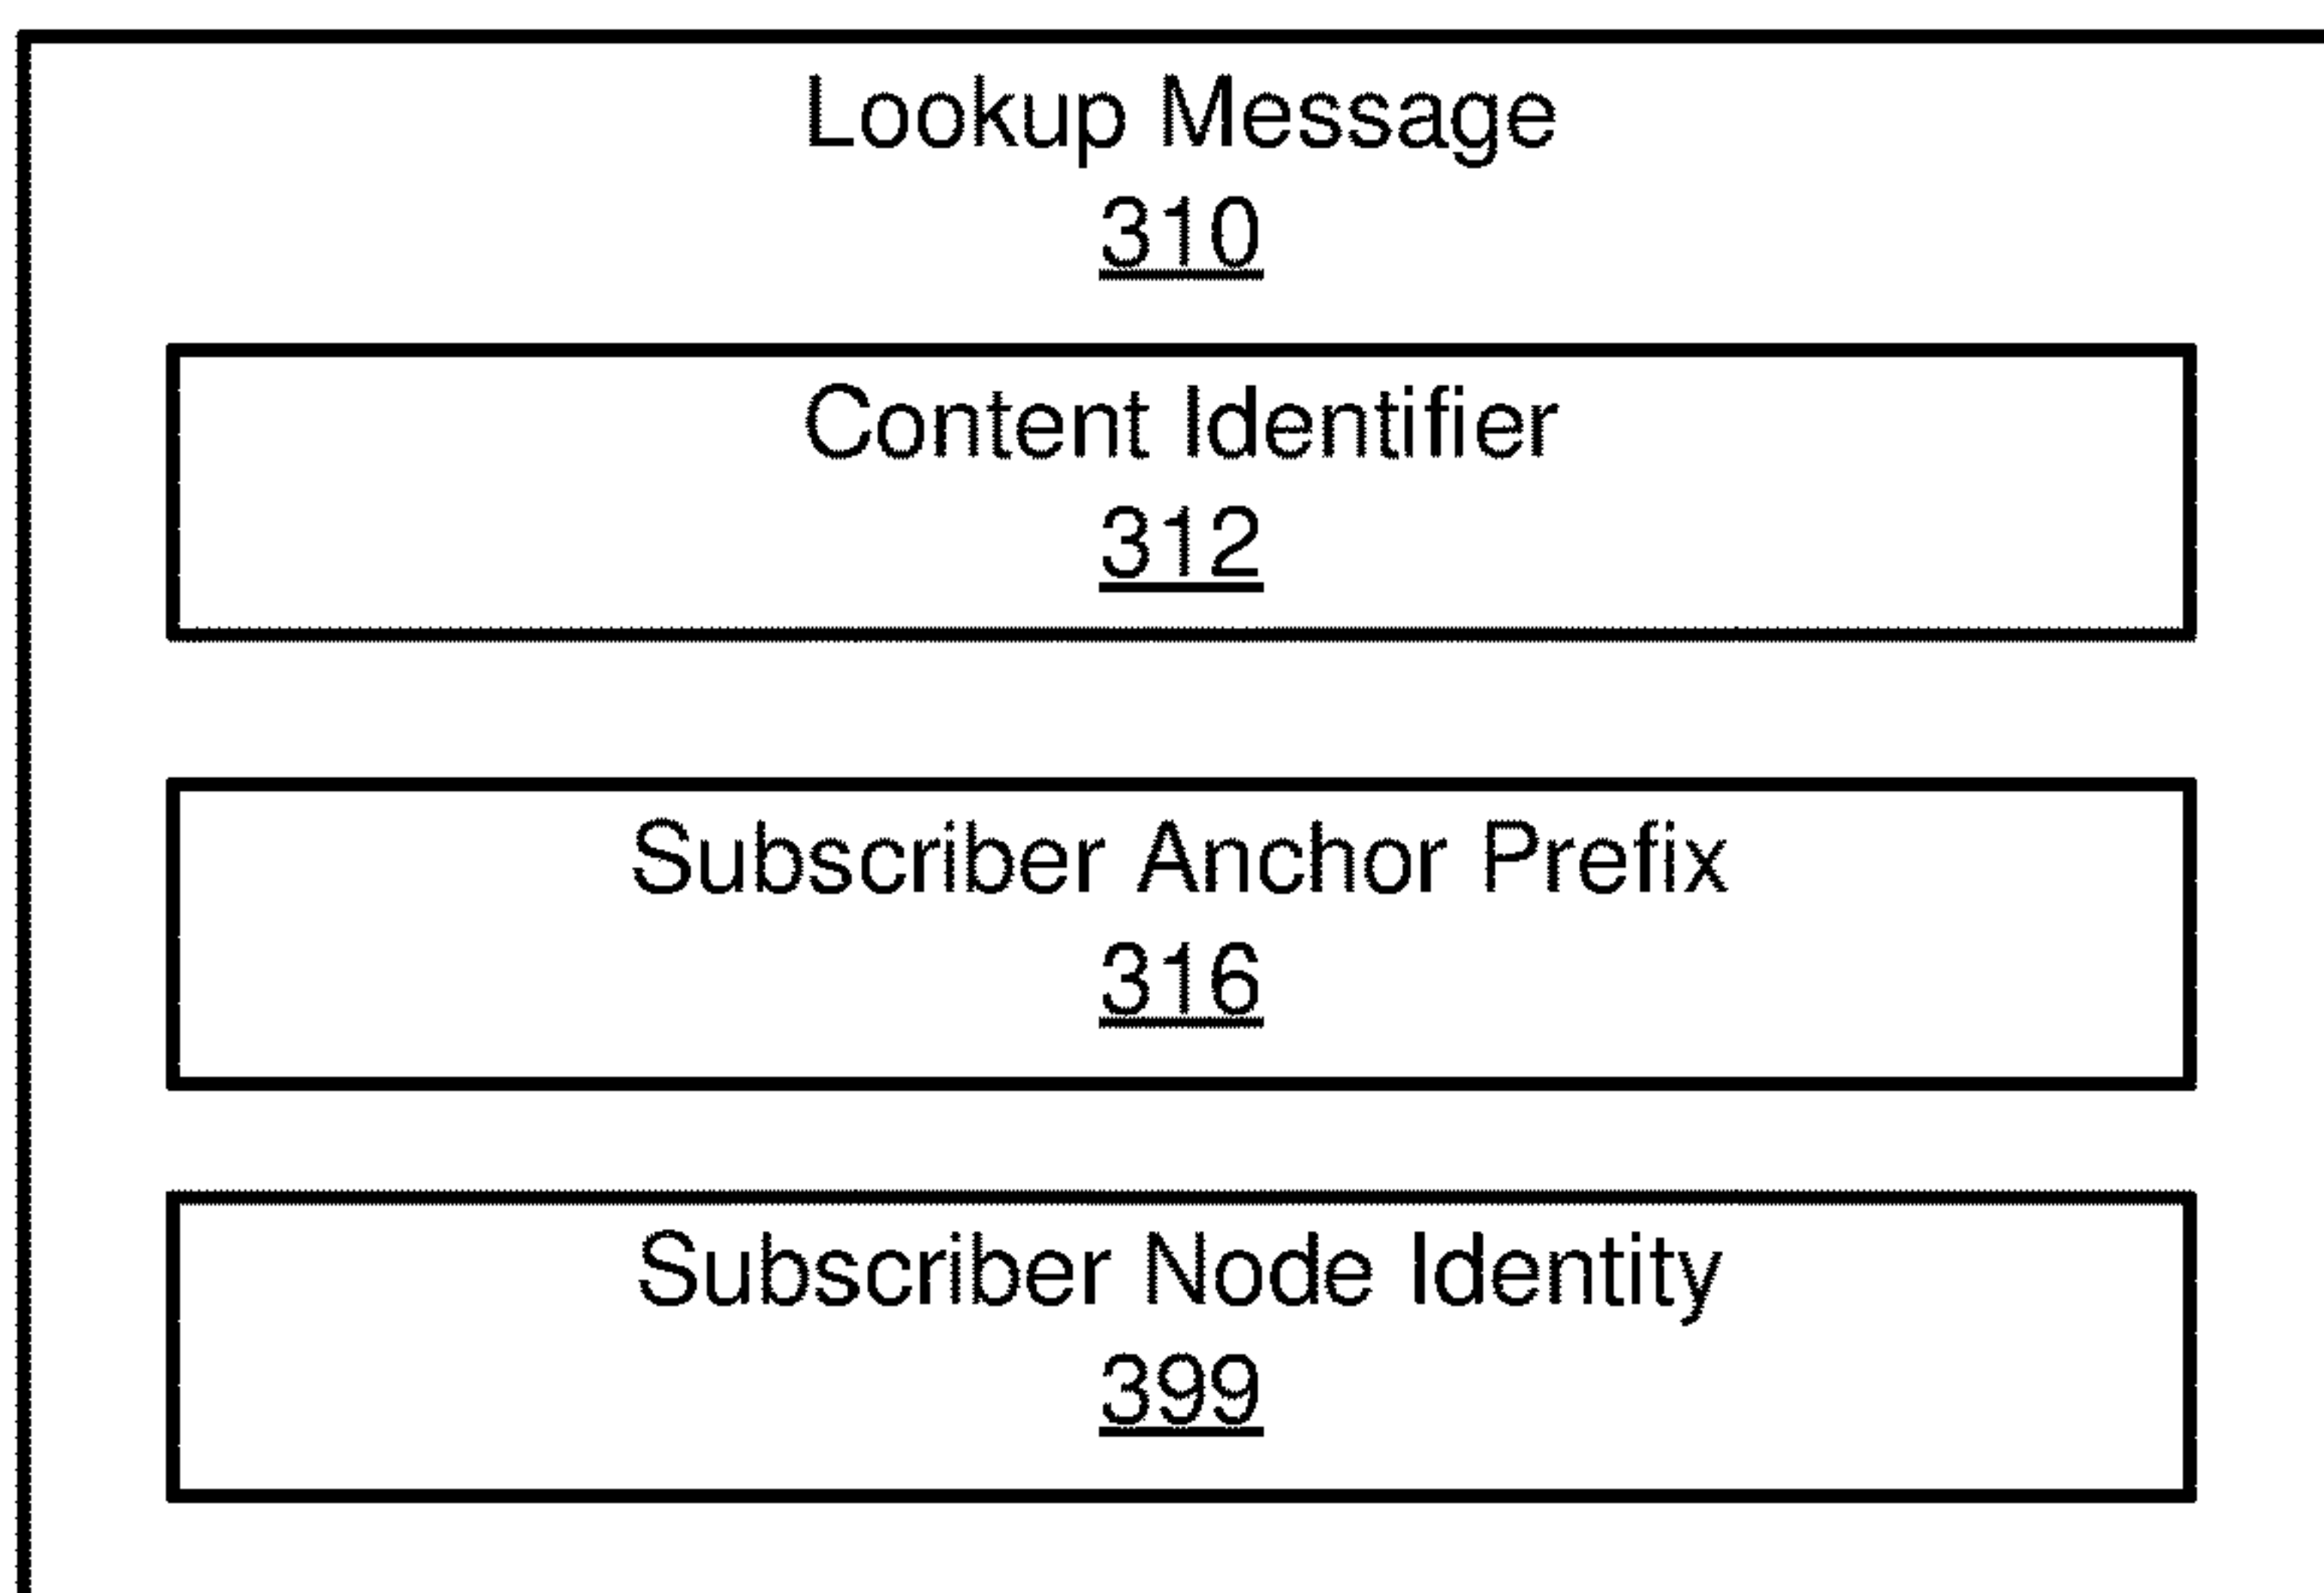 Lookup Message
310
Content Identifier
312
Subscriber Anchor Prefix
316
Subscriber Node Identity
399